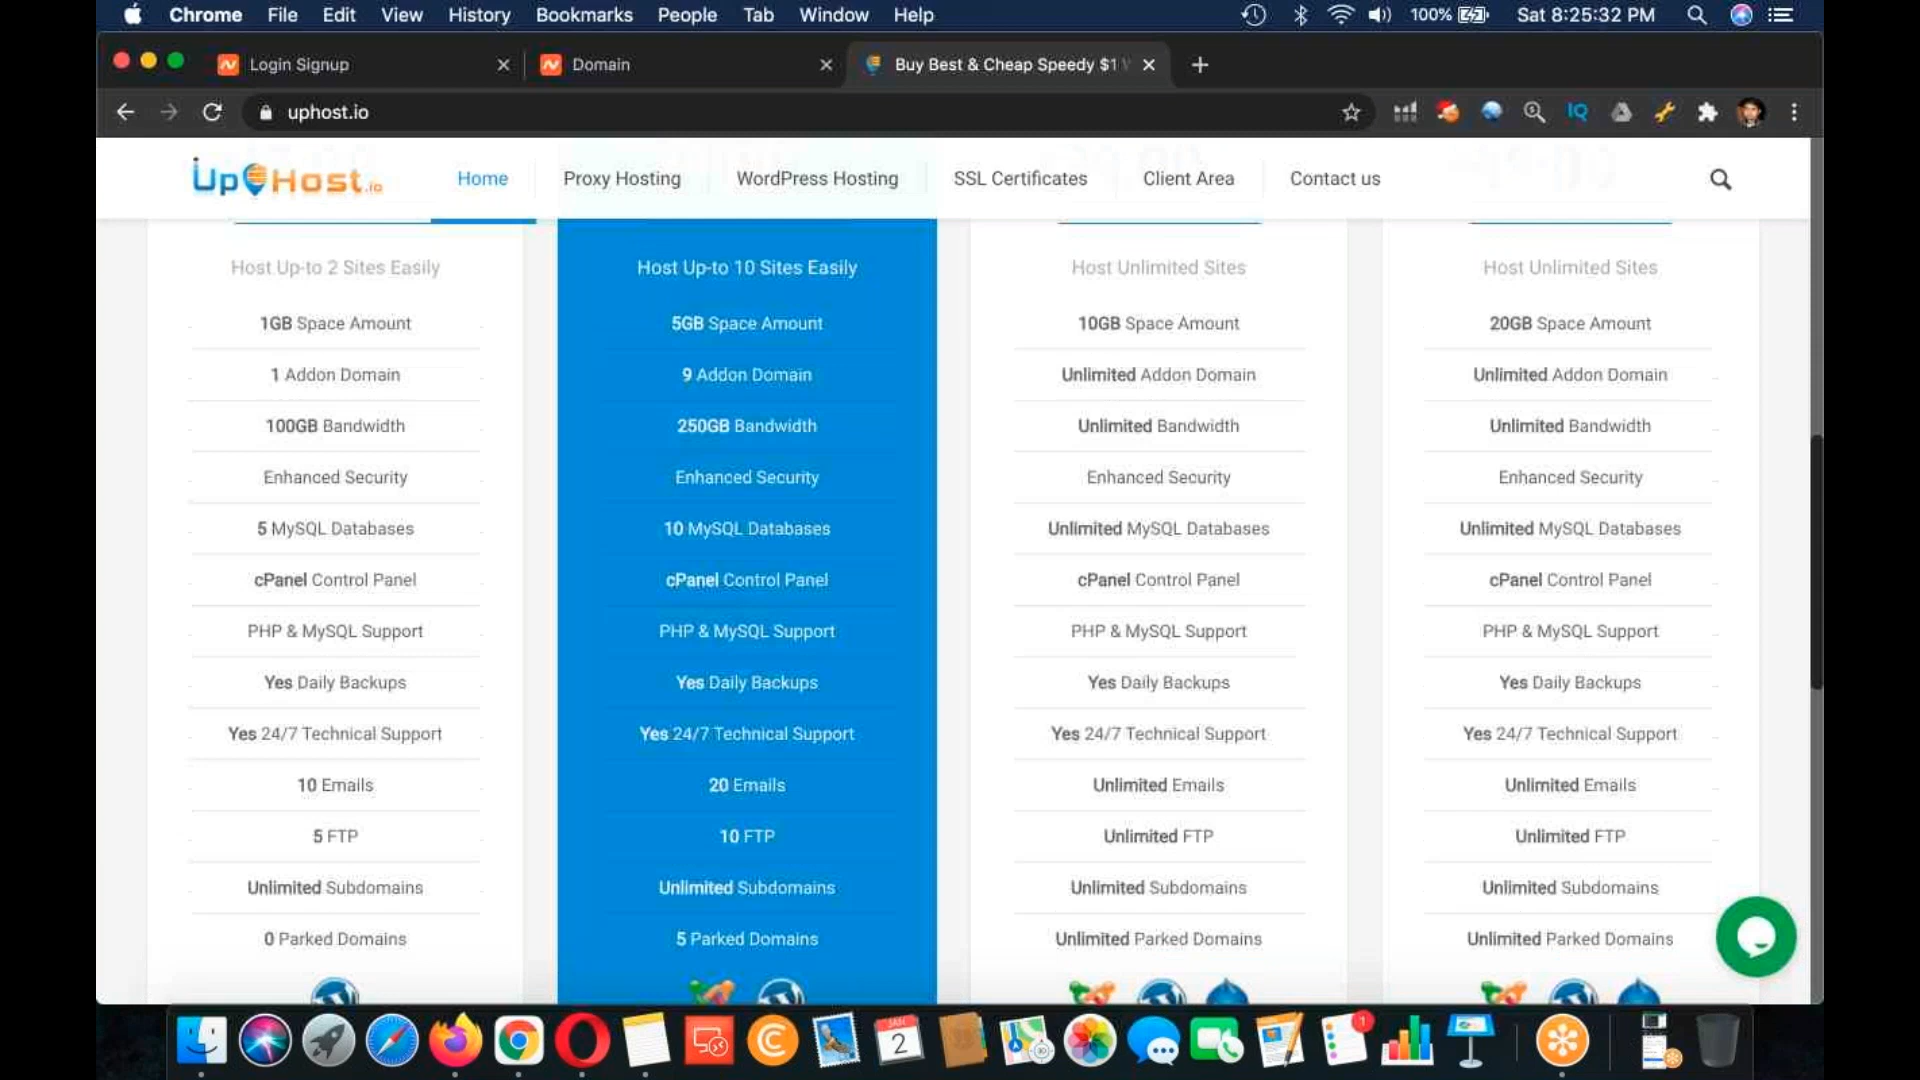 Chrome File Edit View History Bookmarks People Tab Window Help 100% Sat 8:25:32 PM
Login Signup Domain Buy Best & Cheap Speedy $1
uphost.io
UpHost.io Home Proxy Hosting WordPress Hosting SSL Certificates Client Area Contact us
Host Up-to 2 Sites Easily Host Up-to 10 Sites Easily Host Unlimited Sites Host Unlimited Sites
1GB Space Amount 5GB Space Amount 10GB Space Amount 20GB Space Amount
1 Addon Domain 9 Addon Domain Unlimited Addon Domain Unlimited Addon Domain
100GB Bandwidth 250GB Bandwidth Unlimited Bandwidth Unlimited Bandwidth
Enhanced Security Enhanced Security Enhanced Security Enhanced Security
5 MySQL Databases 10 MySQL Databases Unlimited MySQL Databases Unlimited MySQL Databases
cPanel Control Panel cPanel Control Panel cPanel Control Panel cPanel Control Panel
PHP & MySQL Support PHP & MySQL Support PHP & MySQL Support PHP & MySQL Support
Yes Daily Backups Yes Daily Backups Yes Daily Backups Yes Daily Backups
Yes 24/7 Technical Support Yes 24/7 Technical Support Yes 24/7 Technical Support Yes 24/7 Technical Support
10 Emails 20 Emails Unlimited Emails Unlimited Emails
5 FTP 10 FTP Unlimited FTP Unlimited FTP
Unlimited Subdomains Unlimited Subdomains Unlimited Subdomains Unlimited Subdomains
0 Parked Domains 5 Parked Domains Unlimited Parked Domains Unlimited Parked Domains
JAN
2
1